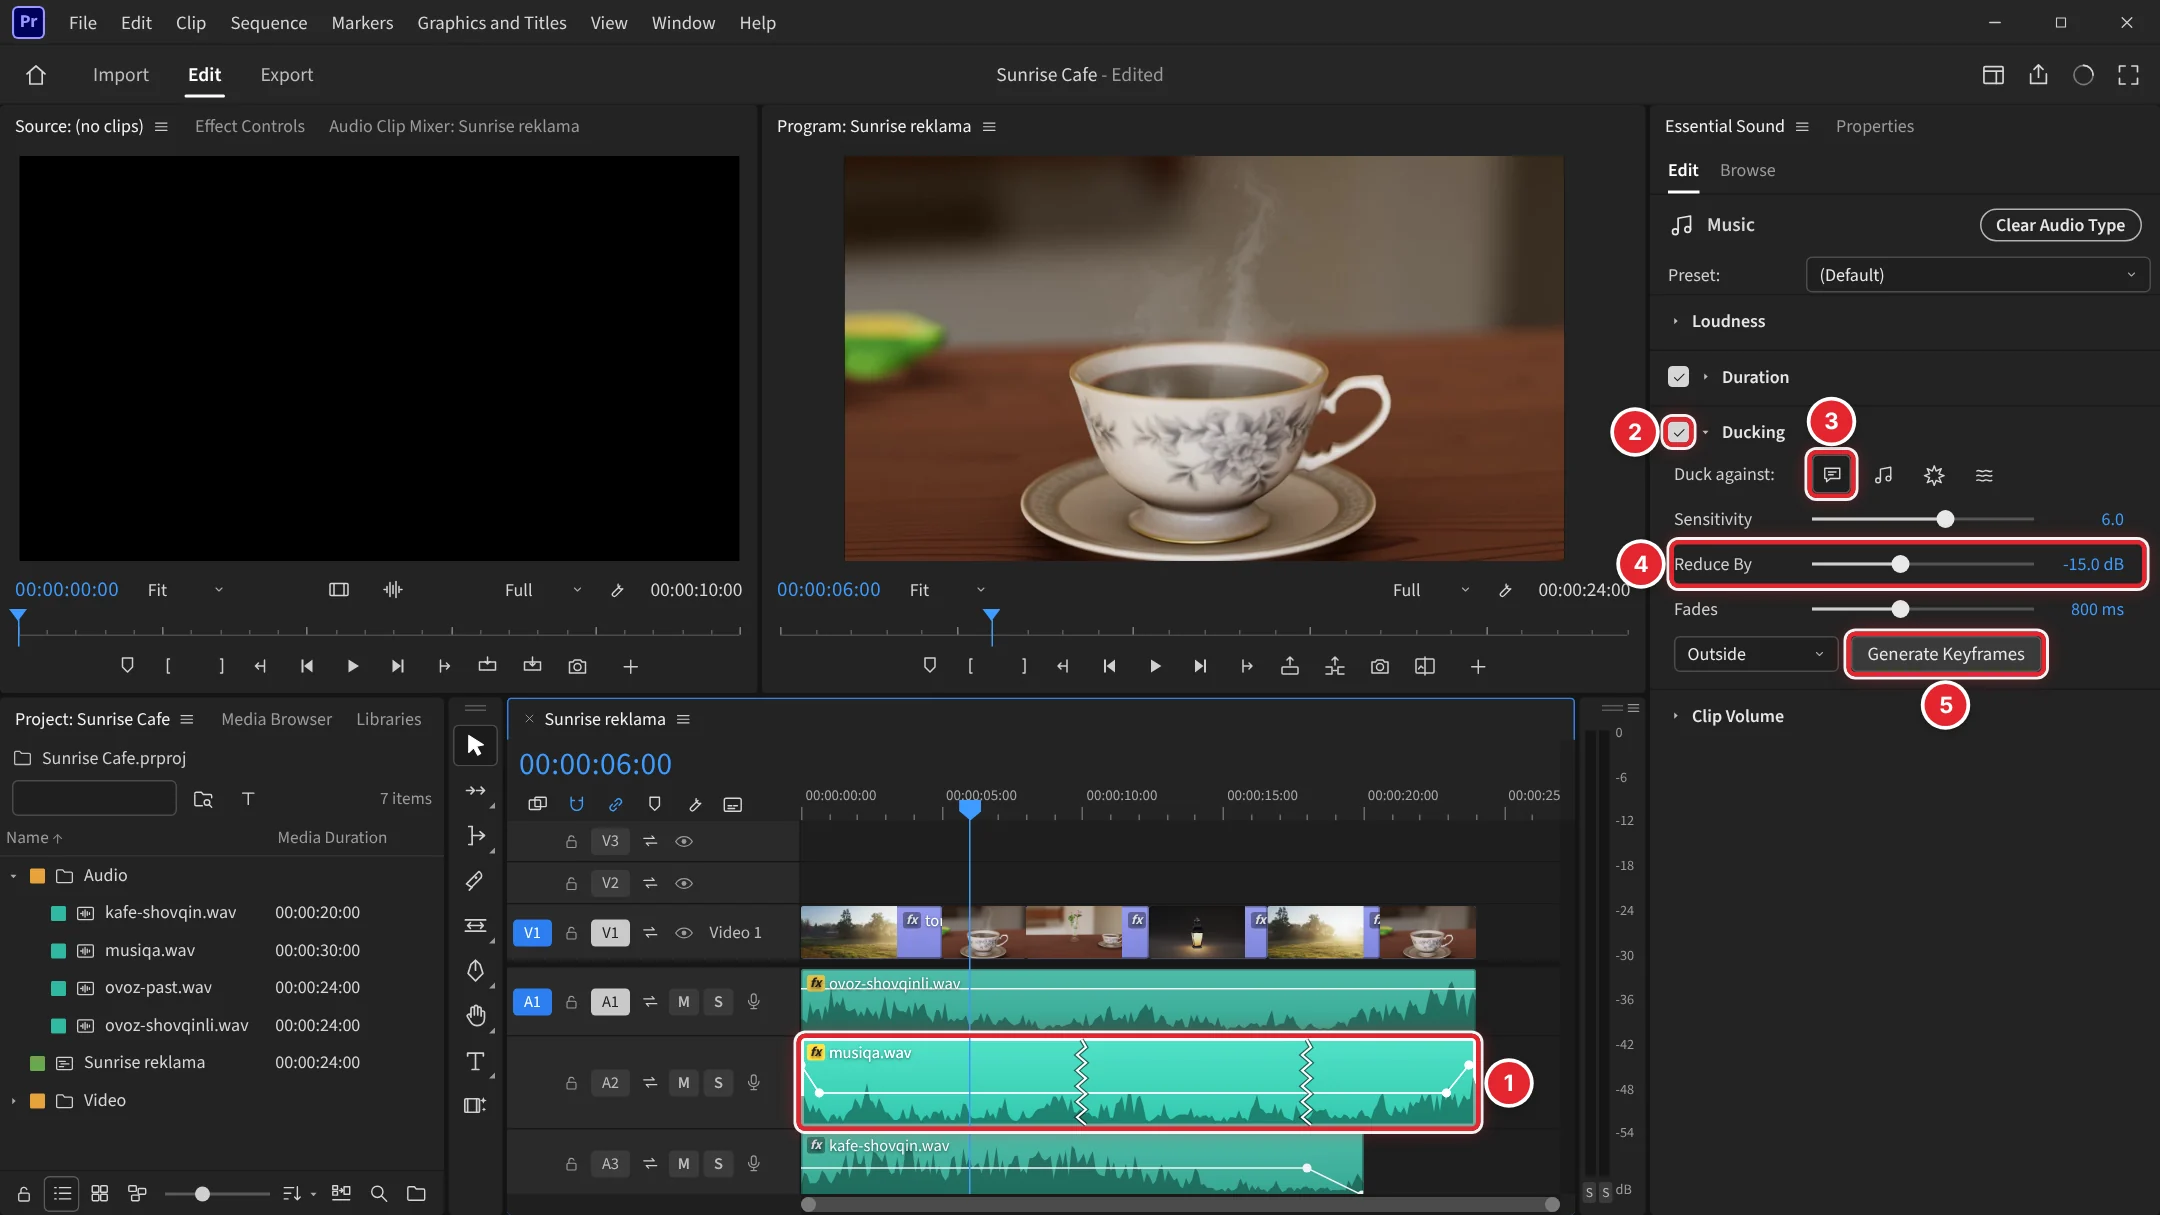 Pr File Edit Clip Sequence Markers Graphics and Titles View Window Help
Import Edit Export
Sunrise Cafe - Edited
Source: (no clips) Effect Controls Audio Clip Mixer: Sunrise reklama
00:00:00:00 Fit Full 00:00:10:00
Program: Sunrise reklama
00:00:06:00 Fit Full 00:00:24:00
Essential Sound Properties
Edit Browse
Music Clear Audio Type
Preset: (Default)
Loudness
Duration
2 Ducking 3
Duck against:
Sensitivity 6.0
4 Reduce By -15.0 dB
Fades 800 ms
Outside Generate Keyframes
5
Clip Volume
Project: Sunrise Cafe Media Browser Libraries
Sunrise Cafe.prproj
7 items
Name Media Duration
Audio
kafe-shovqin.wav 00:00:20:00
musiqa.wav 00:00:30:00
ovoz-past.wav 00:00:24:00
ovoz-shovqinli.wav 00:00:24:00
Sunrise reklama 00:00:24:00
Video
Sunrise reklama
00:00:06:00
00:00:00:00 00:00:05:00 00:00:10:00 00:00:15:00 00:00:20:00 00:00:25
V3
V2
V1 V1 Video 1
fx fx fx
A1 A1 M S
fx ovoz-shovqinli.wav
A2 M S
fx musiqa.wav
1
A3 M S
fx kafe-shovqin.wav
0
-6
-12
-18
-24
-30
-36
-42
-48
-54
S S dB